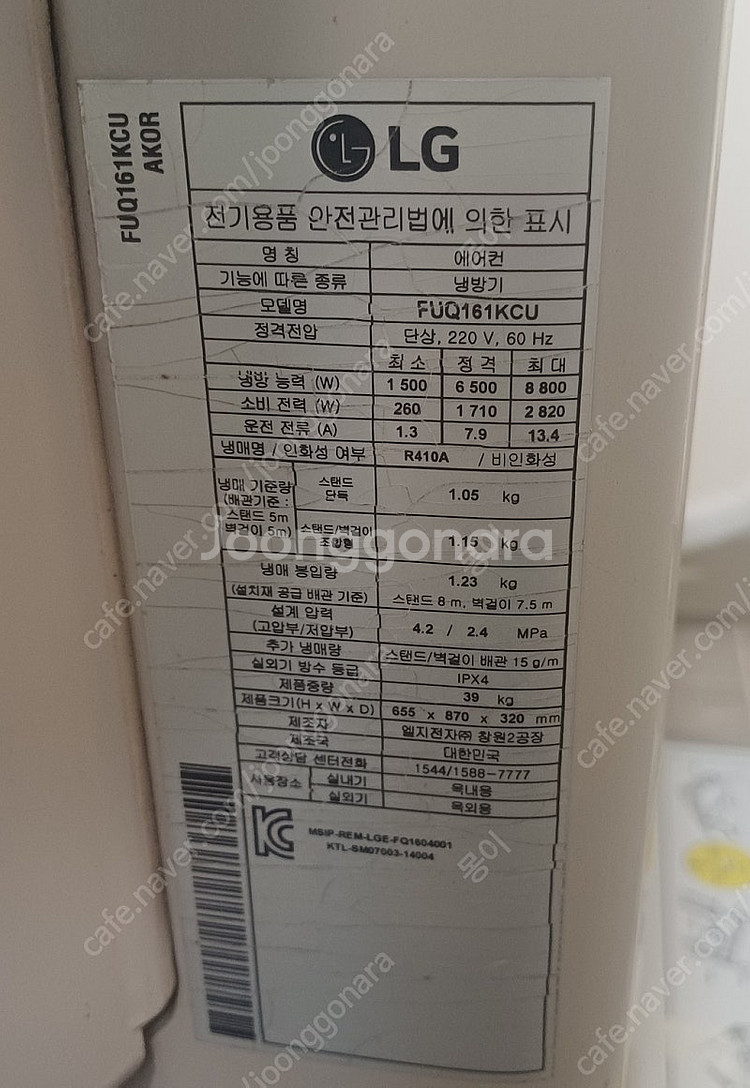 FUQ161KCU
AKOR
LG
전기용품 안전관리법에 의한 표시
명 칭 에어컨
기능에 따른 종류 냉방기
모델명 FUQ161KCU
정격전압 단상, 220 V, 60 Hz
최 소 정 격 최 대
냉방 능력 (W) 1 500 6 500 8 800
소비 전력 (W) 260 1 710 2 820
운전 전류 (A) 1.3 7.9 13.4
냉매명 / 인화성 여부 R410A / 비인화성
냉매 기준량
(배관기준 :
스탠드 5m
벽걸이 5m)
스탠드
단독
1.05 kg
스탠드/벽걸이
조합형
1.15 kg
냉매 봉입량
(설치재 공급 배관 기준)
1.23 kg
스탠드 8 m, 벽걸이 7.5 m
설계 압력
(고압부/저압부)
4.2 / 2.4 MPa
추가 냉매량 스탠드/벽걸이 배관 15 g/m
실외기 방수 등급 IPX4
제품중량 39 kg
제품크기(H x W x D) 655 x 870 x 320 mm
제조자 엘지전자㈜ 창원2공장
제조국 대한민국
고객상담 센터전화 1544/1588-7777
사용장소 실내기 옥내용
실외기 옥외용
MSIP-REM-LGE-FQ1604001
KTL-SM07003-14004
Joonggonara
cafe.naver.com/joonggonara
몽이